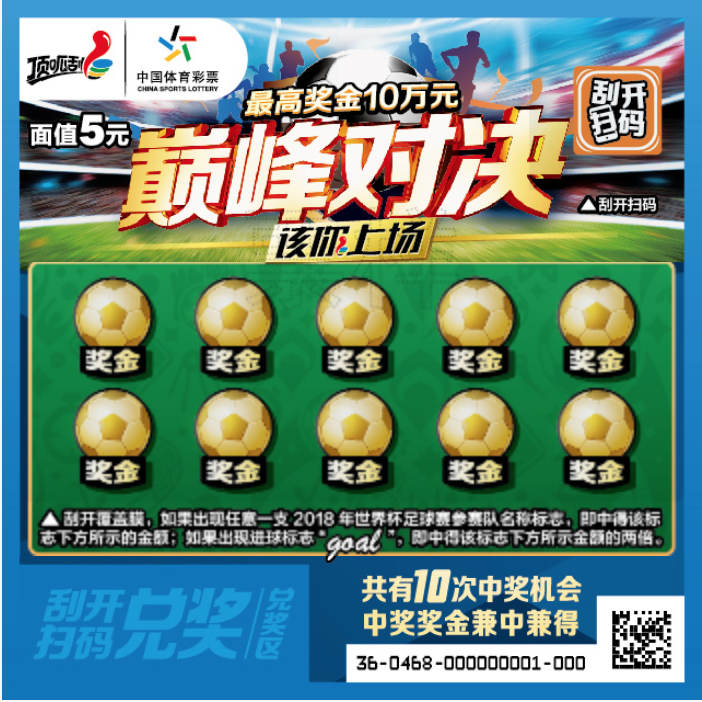 顶呱刮
中国体育彩票
CHINA SPORTS LOTTERY
最高奖金10万元
面值5元
刮开
扫码
巅峰对决
▲刮开扫码
该你上场
奖金 奖金 奖金 奖金 奖金
奖金 奖金 奖金 奖金 奖金
▲刮开覆盖膜，如果出现任意一支2018年世界杯足球赛参赛队名称标志，即中得该标
志下方所示的金额；如果出现进球标志“goal”，即中得该标志下方所示金额的两倍。
刮开
扫码
兑奖
兑奖区
共有10次中奖机会
中奖奖金兼中兼得
36-0468-000000001-000